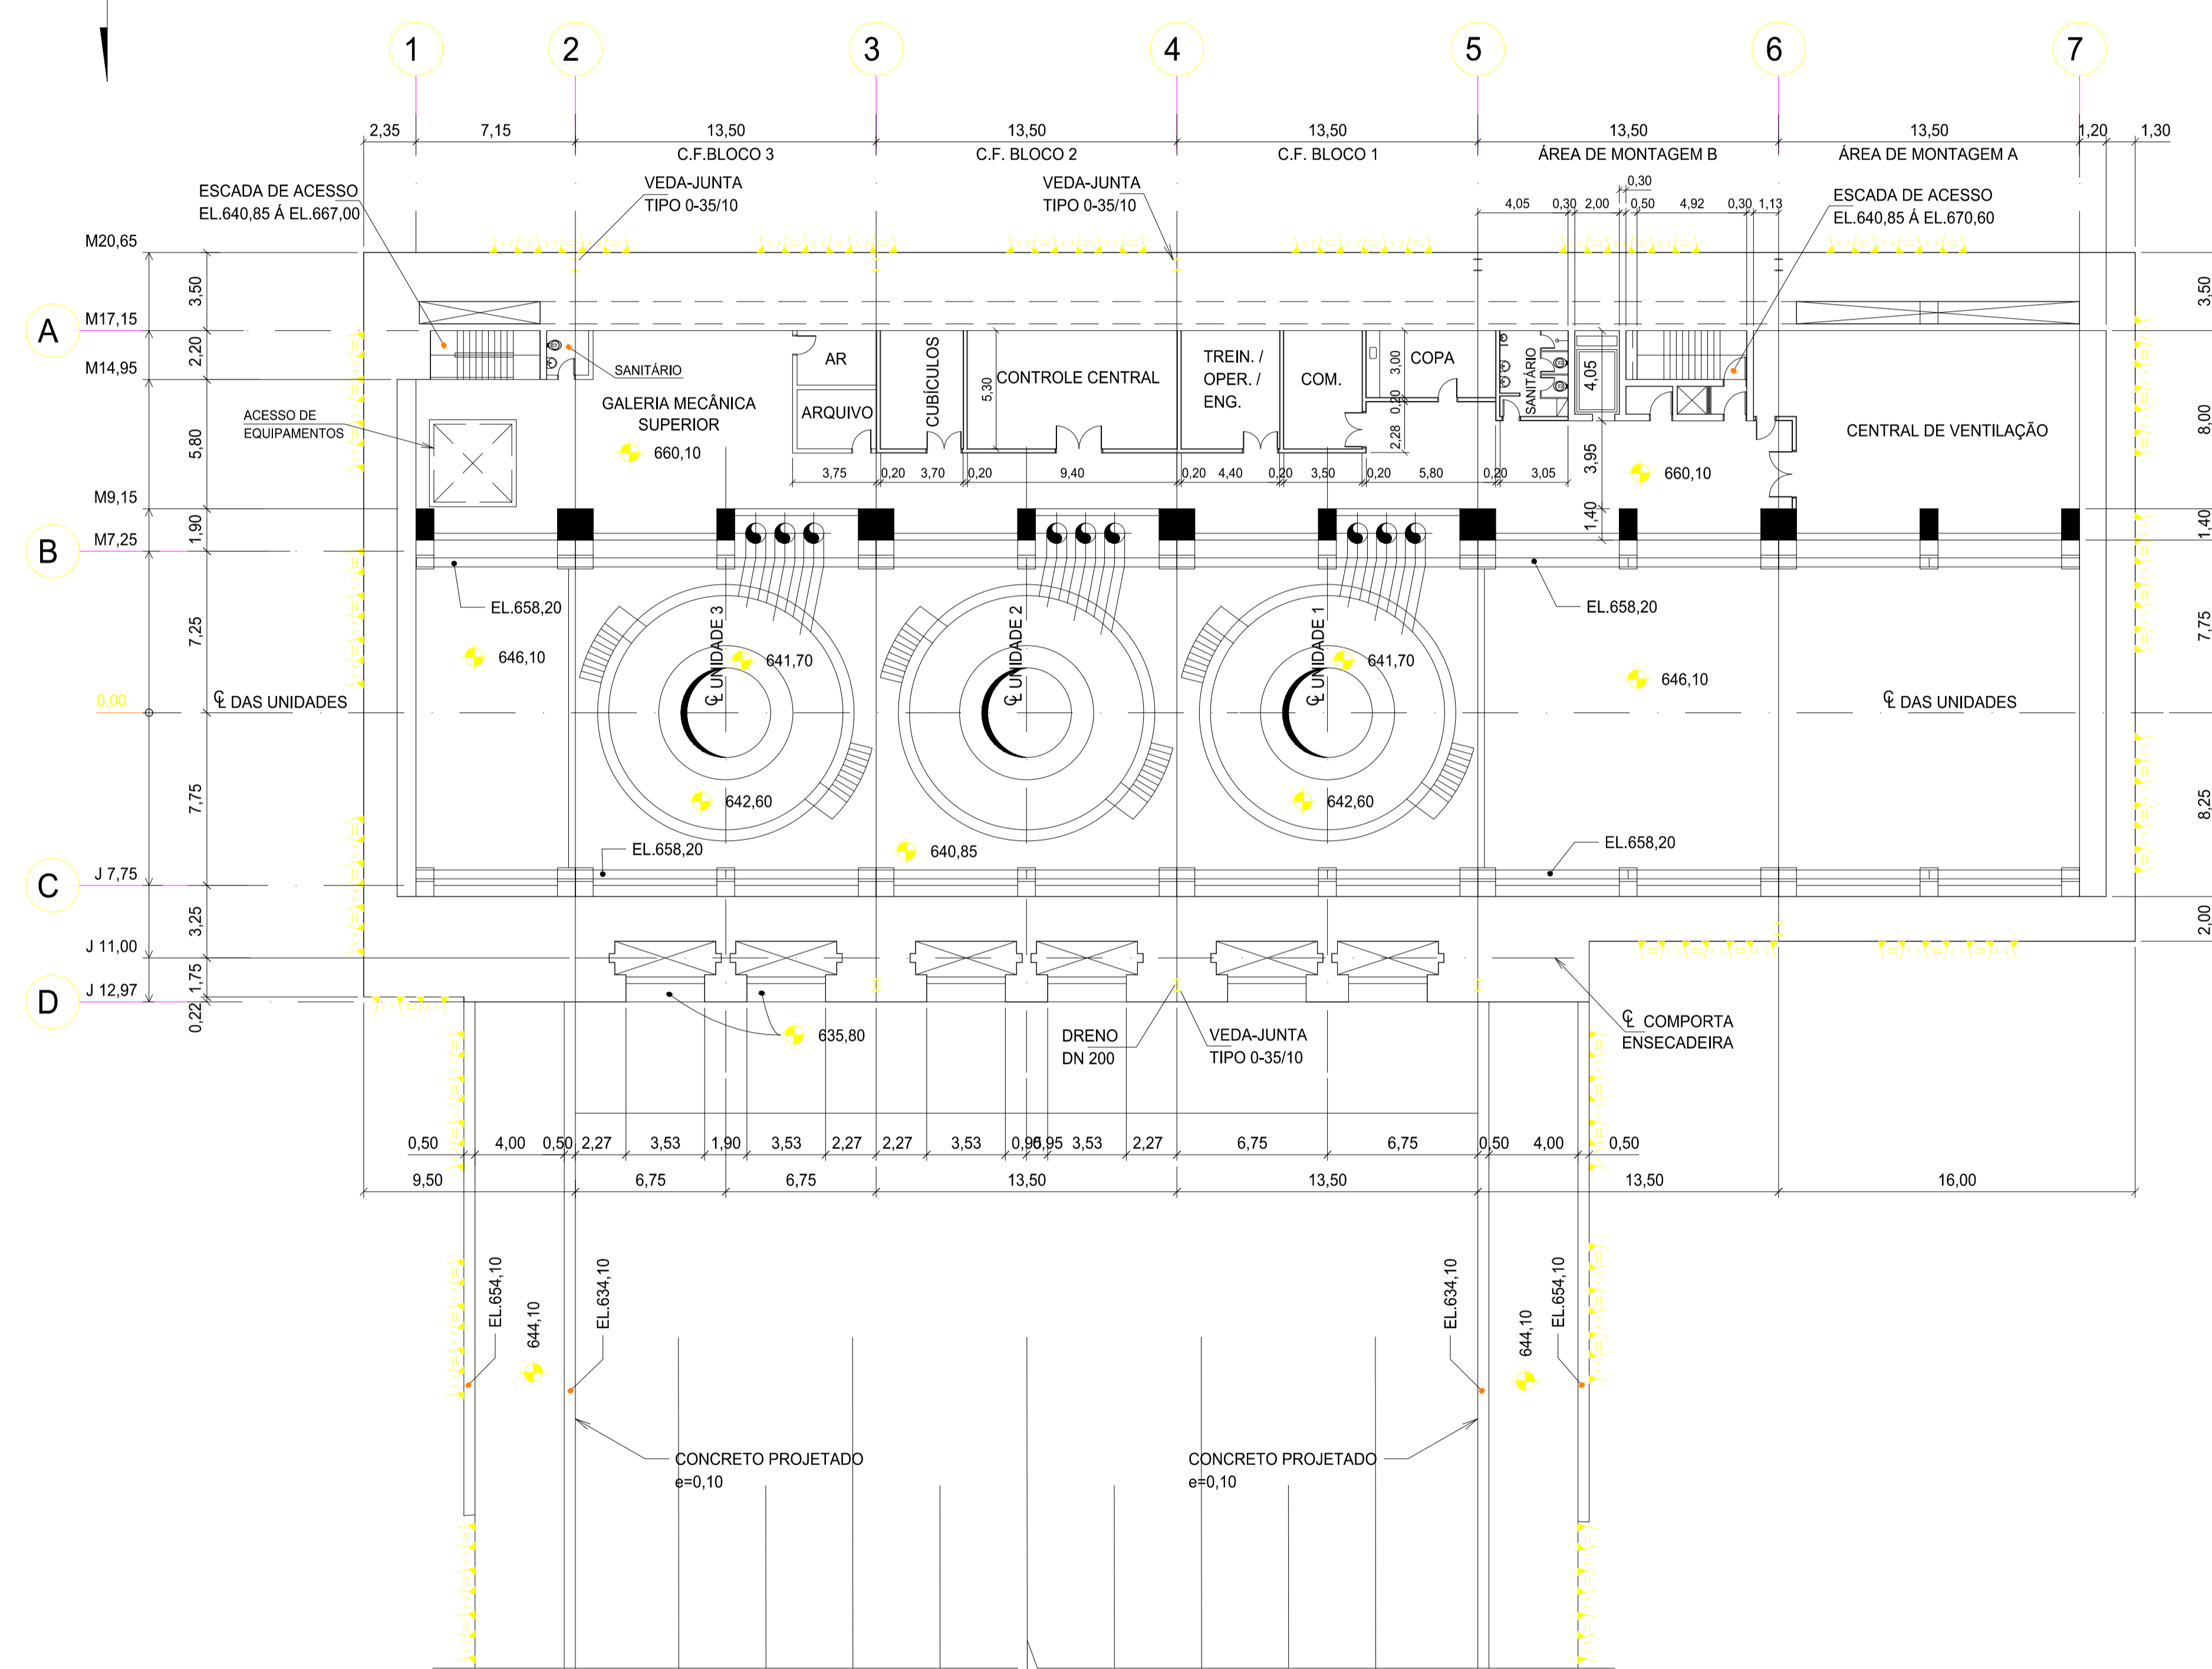 1 2 3 4 5 6 7
2,35 7,15 13,50 13,50 13,50 13,50 13,50 1,20 1,30
C.F.BLOCO 3 C.F. BLOCO 2 C.F. BLOCO 1 ÁREA DE MONTAGEM B ÁREA DE MONTAGEM A
ESCADA DE ACESSO
EL.640,85 Á EL.667,00
VEDA-JUNTA
TIPO 0-35/10
VEDA-JUNTA
TIPO 0-35/10
0,30
4,05 0,30 2,00 0,50 4,92 0,30 1,13
ESCADA DE ACESSO
EL.640,85 Á EL.670,60
M20,65
3,50
3,50
A
M17,15
2,20
M14,95
SANITÁRIO
AR
ARQUIVO
CUBÍCULOS
5,30
CONTROLE CENTRAL
TREIN. /
OPER. /
ENG.
COM.
COPA
3,00
0,20
2,28
SANITÁRIO
4,05
GALERIA MECÂNICA
SUPERIOR
660,10
ACESSO DE
EQUIPAMENTOS
5,80
8,00
CENTRAL DE VENTILAÇÃO
3,75 0,20 3,70 0,20 9,40 0,20 4,40 0,20 3,50 0,20 5,80 0,20 3,05
3,95
660,10
M9,15
1,90
1,40
1,40
B
M7,25
EL.658,20
EL.658,20
7,25
7,75
646,10
℄ UNIDADE 3
641,70
℄ UNIDADE 2
℄ UNIDADE 1
641,70
646,10
0,00
℄ DAS UNIDADES
℄ DAS UNIDADES
7,75
8,25
642,60
642,60
EL.658,20
640,85
EL.658,20
C
J 7,75
3,25
2,00
J 11,00
1,75
D
J 12,97
0,22
635,80
DRENO
DN 200
VEDA-JUNTA
TIPO 0-35/10
℄ COMPORTA
ENSECADEIRA
0,50 4,00 0,50 2,27 3,53 1,90 3,53 2,27 2,27 3,53 0,95 0,95 3,53 2,27 6,75 6,75 0,50 4,00 0,50
9,50 6,75 6,75 13,50 13,50 13,50 16,00
EL.654,10
644,10
EL.634,10
EL.634,10
644,10
EL.654,10
CONCRETO PROJETADO
e=0,10
CONCRETO PROJETADO
e=0,10